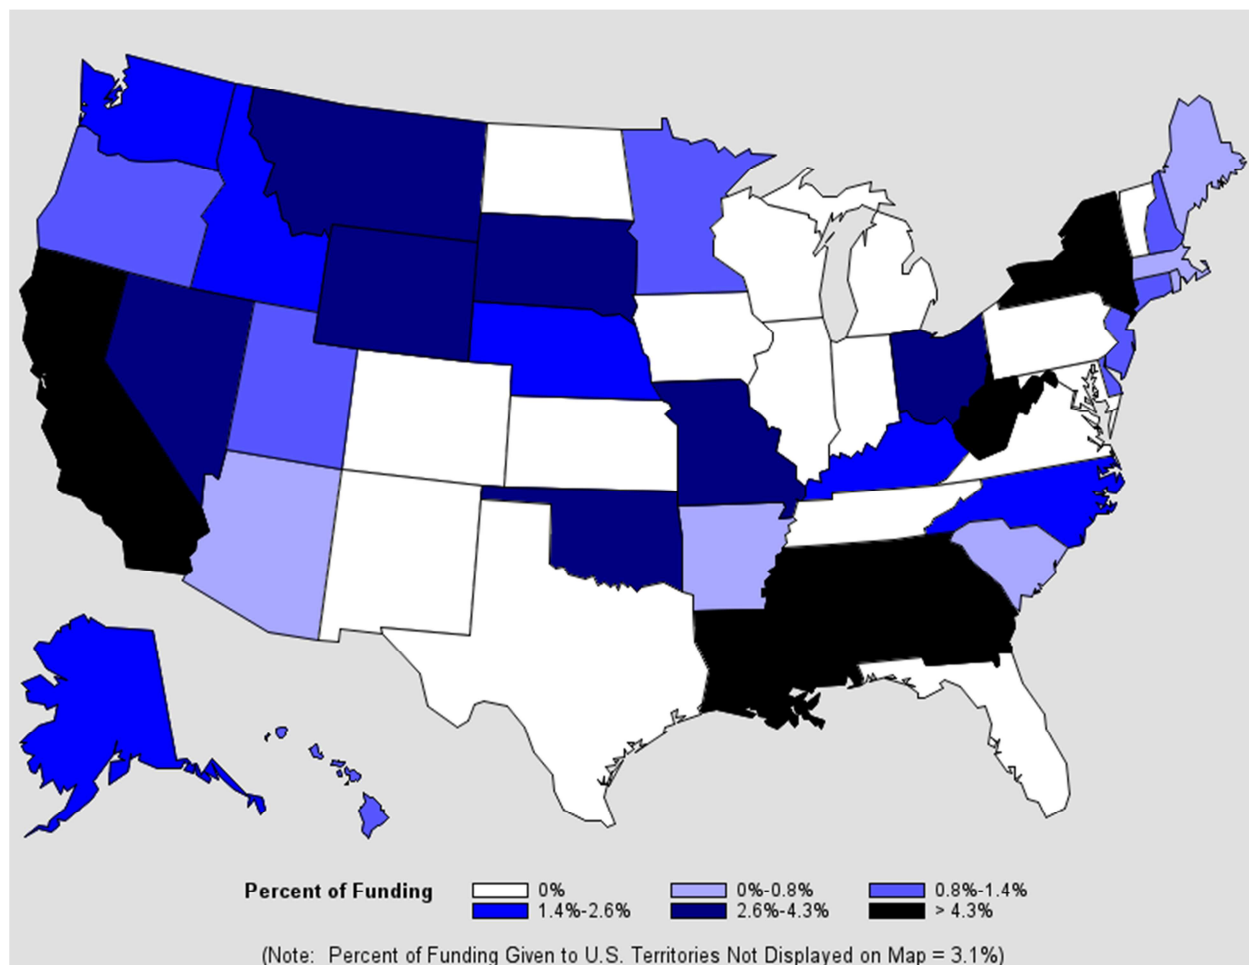 Percent of Funding 0% 0%-0.8% 0.8%-1.4%
1.4%-2.6% 2.6%-4.3% > 4.3%
(Note: Percent of Funding Given to U.S. Territories Not Displayed on Map = 3.1%)